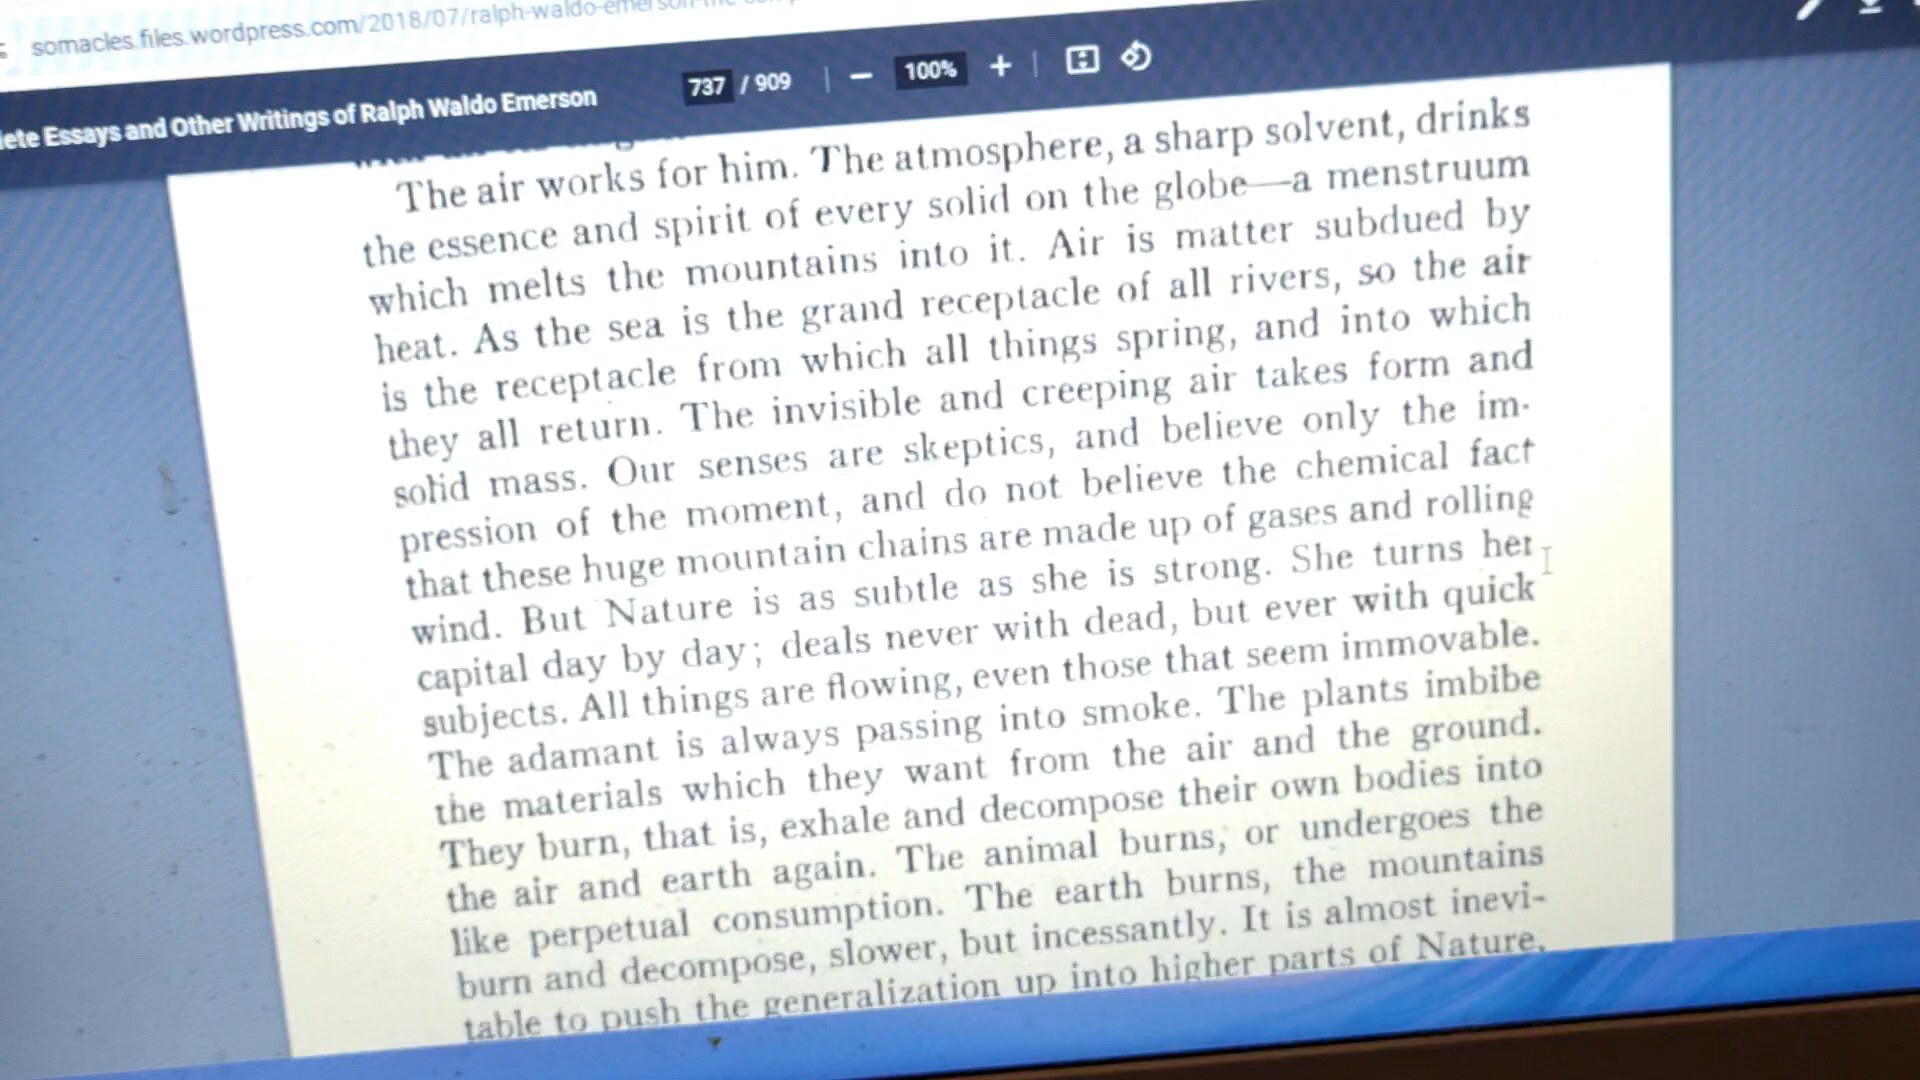 somacles.files.wordpress.com/2018/07/ralph-waldo-emerson-the-comp
lete Essays and Other Writings of Ralph Waldo Emerson 737 / 909 − 100% +
The air works for him. The atmosphere, a sharp solvent, drinks
the essence and spirit of every solid on the globe—a menstruum
which melts the mountains into it. Air is matter subdued by
heat. As the sea is the grand receptacle of all rivers, so the air
is the receptacle from which all things spring, and into which
they all return. The invisible and creeping air takes form and
solid mass. Our senses are skeptics, and believe only the im-
pression of the moment, and do not believe the chemical fact
that these huge mountain chains are made up of gases and rolling
wind. But Nature is as subtle as she is strong. She turns her
capital day by day; deals never with dead, but ever with quick
subjects. All things are flowing, even those that seem immovable.
The adamant is always passing into smoke. The plants imbibe
the materials which they want from the air and the ground.
They burn, that is, exhale and decompose their own bodies into
the air and earth again. The animal burns, or undergoes the
like perpetual consumption. The earth burns, the mountains
burn and decompose, slower, but incessantly. It is almost inevi-
table to push the generalization up into higher parts of Nature,